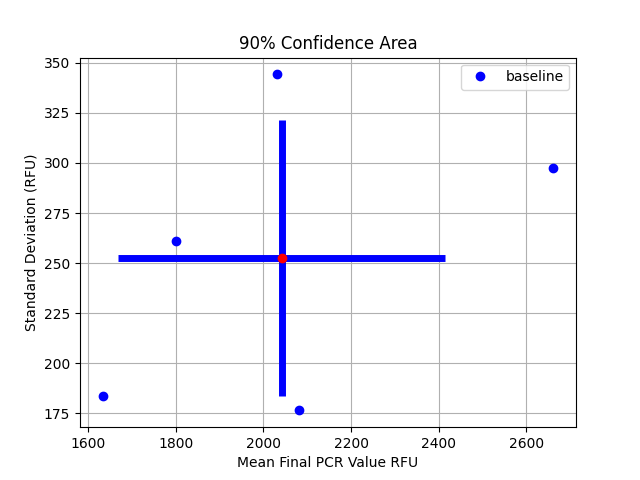 90% Confidence Area
baseline
Standard Deviation (RFU)
350
325
300
275
250
225
200
175
1600 1800 2000 2200 2400 2600
Mean Final PCR Value RFU